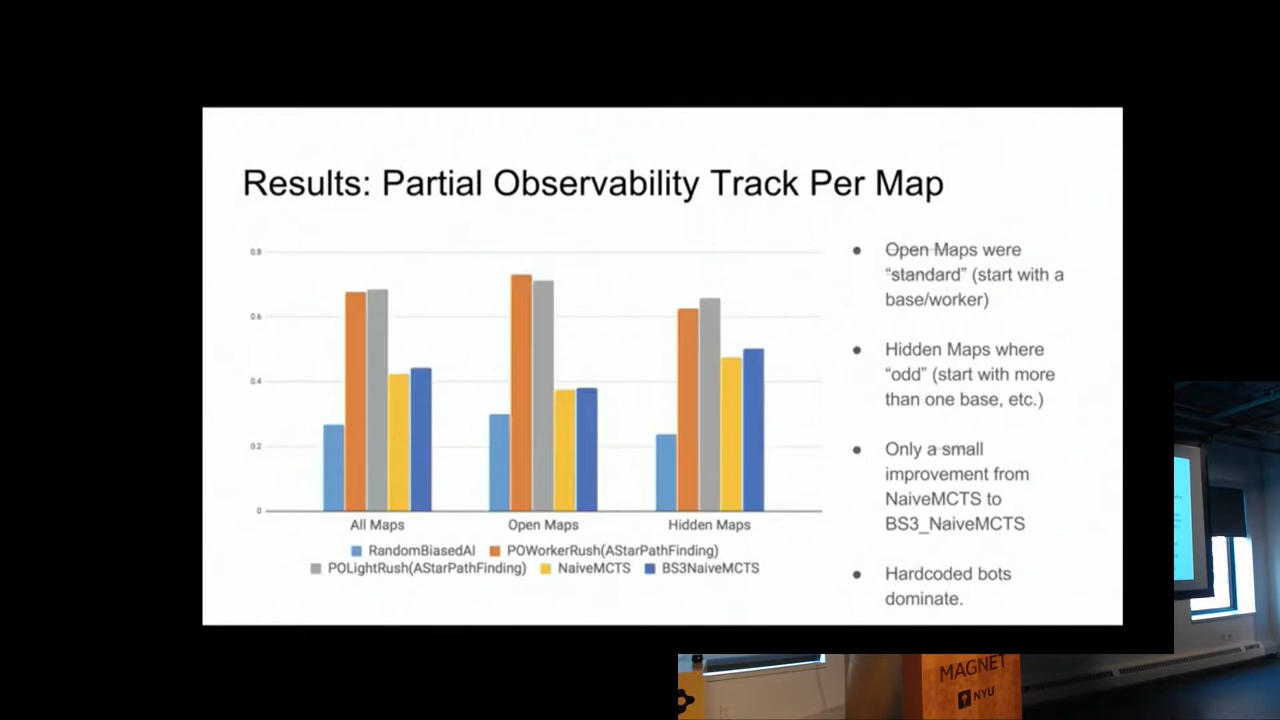 Results: Partial Observability Track Per Map
0.8
0.6
0.4
0.2
0
All Maps
Open Maps
Hidden Maps
RandomBiasedAI
POWorkerRush(AStarPathFinding)
POLightRush(AStarPathFinding)
NaiveMCTS
BS3NaiveMCTS
Open Maps were
“standard” (start with a
base/worker)
Hidden Maps where
“odd” (start with more
than one base, etc.)
Only a small
improvement from
NaiveMCTS to
BS3_NaiveMCTS
Hardcoded bots
dominate.
MAGNET
NYU